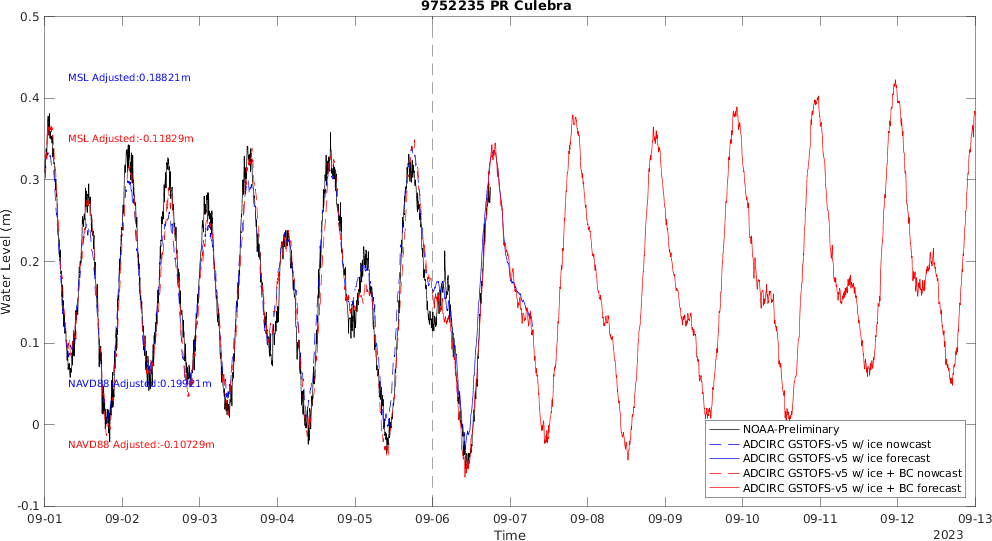 9752235 PR Culebra
0.5
0.4
0.3
0.2
0.1
0
-0.1
Water Level (m)
MSL Adjusted:0.18821m
MSL Adjusted:-0.11829m
NAVD88 Adjusted:0.19921m
NAVD88 Adjusted:-0.10729m
NOAA-Preliminary
ADCIRC GSTOFS-v5 w/ ice nowcast
ADCIRC GSTOFS-v5 w/ ice forecast
ADCIRC GSTOFS-v5 w/ ice + BC nowcast
ADCIRC GSTOFS-v5 w/ ice + BC forecast
09-01 09-02 09-03 09-04 09-05 09-06 09-07 09-08 09-09 09-10 09-11 09-12 09-13
Time
2023